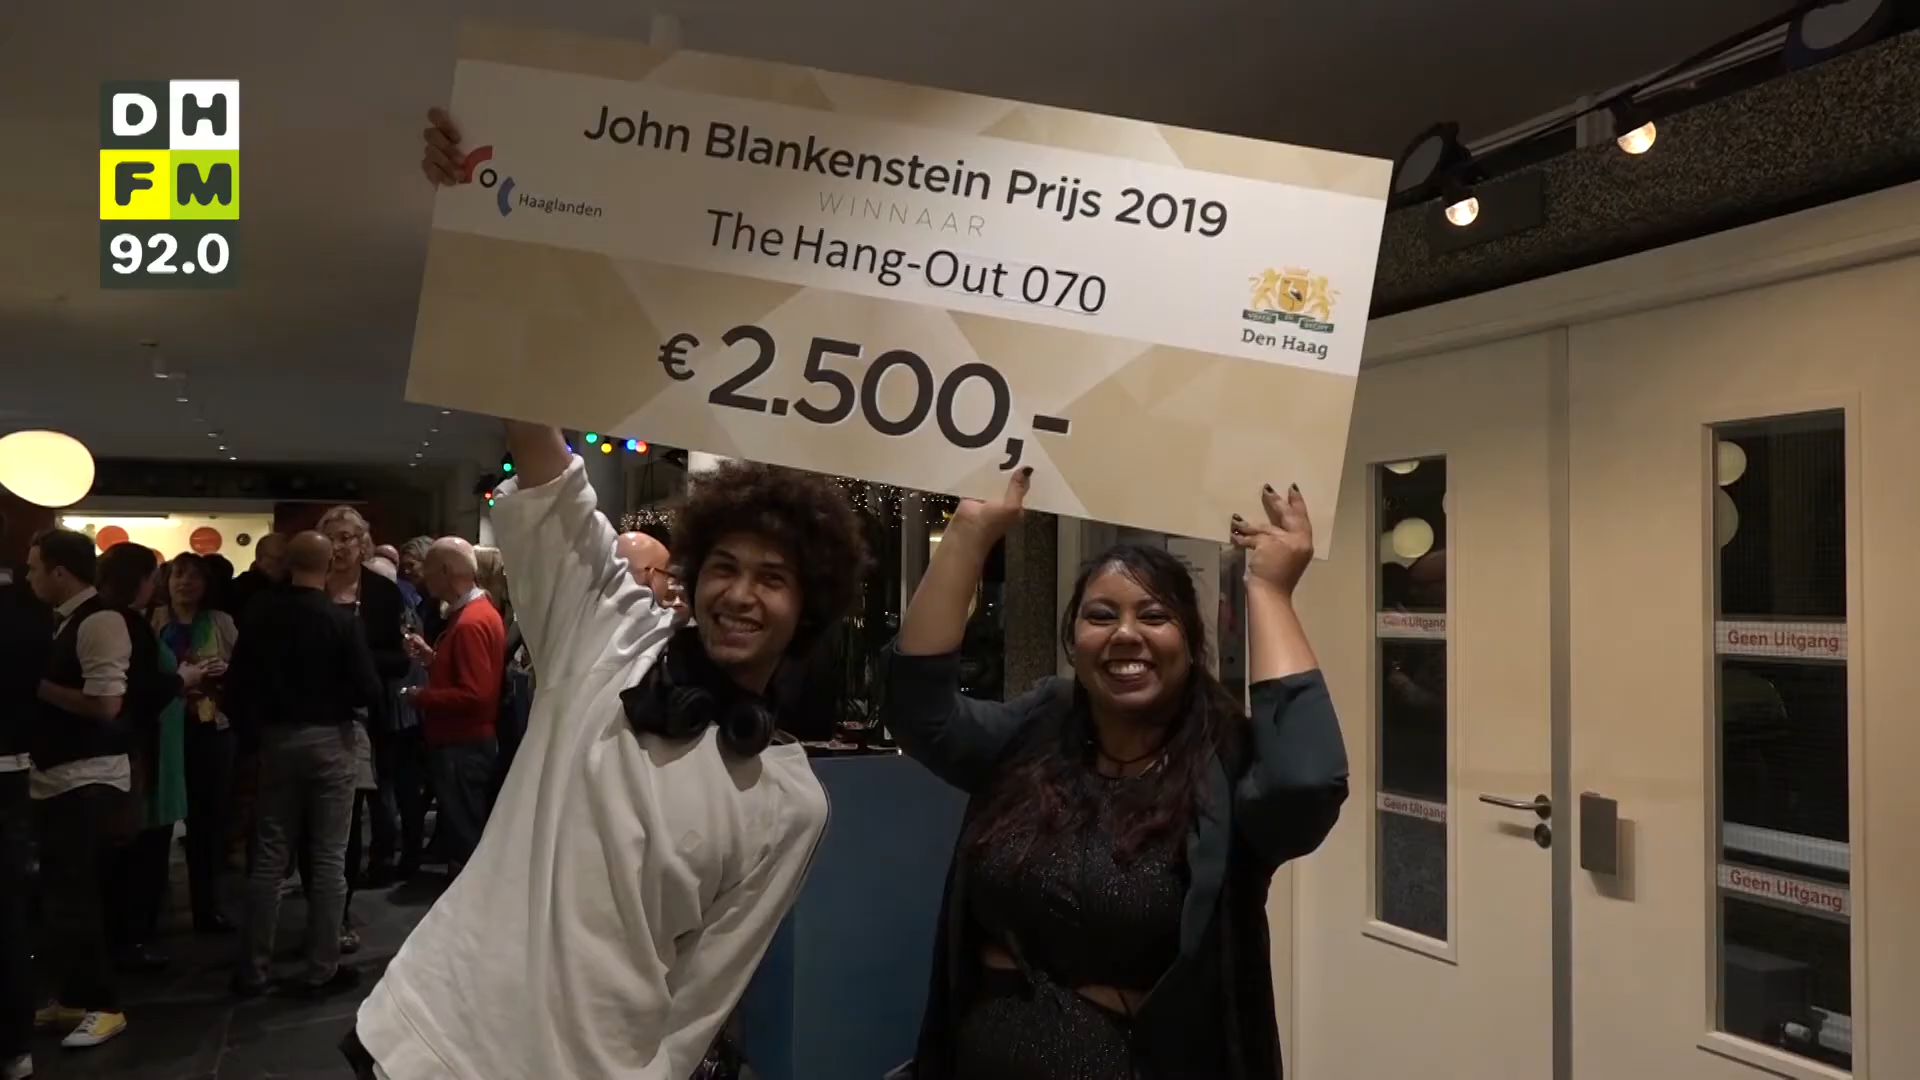 DH
FM
92.0
roc
Haaglanden
John Blankenstein Prijs 2019
WINNAAR
The Hang-Out 070
€ 2.500,-
Den Haag
Geen Uitgang
Geen Uitgang
Geen Uitgang
Geen Uitgang